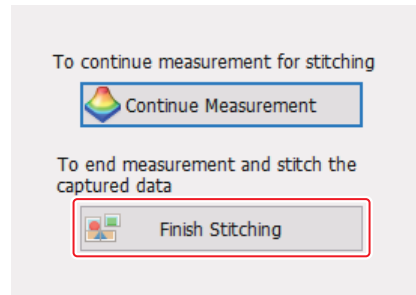 To continue measurement for stitching
Continue Measurement
To end measurement and stitch the
captured data
Finish Stitching